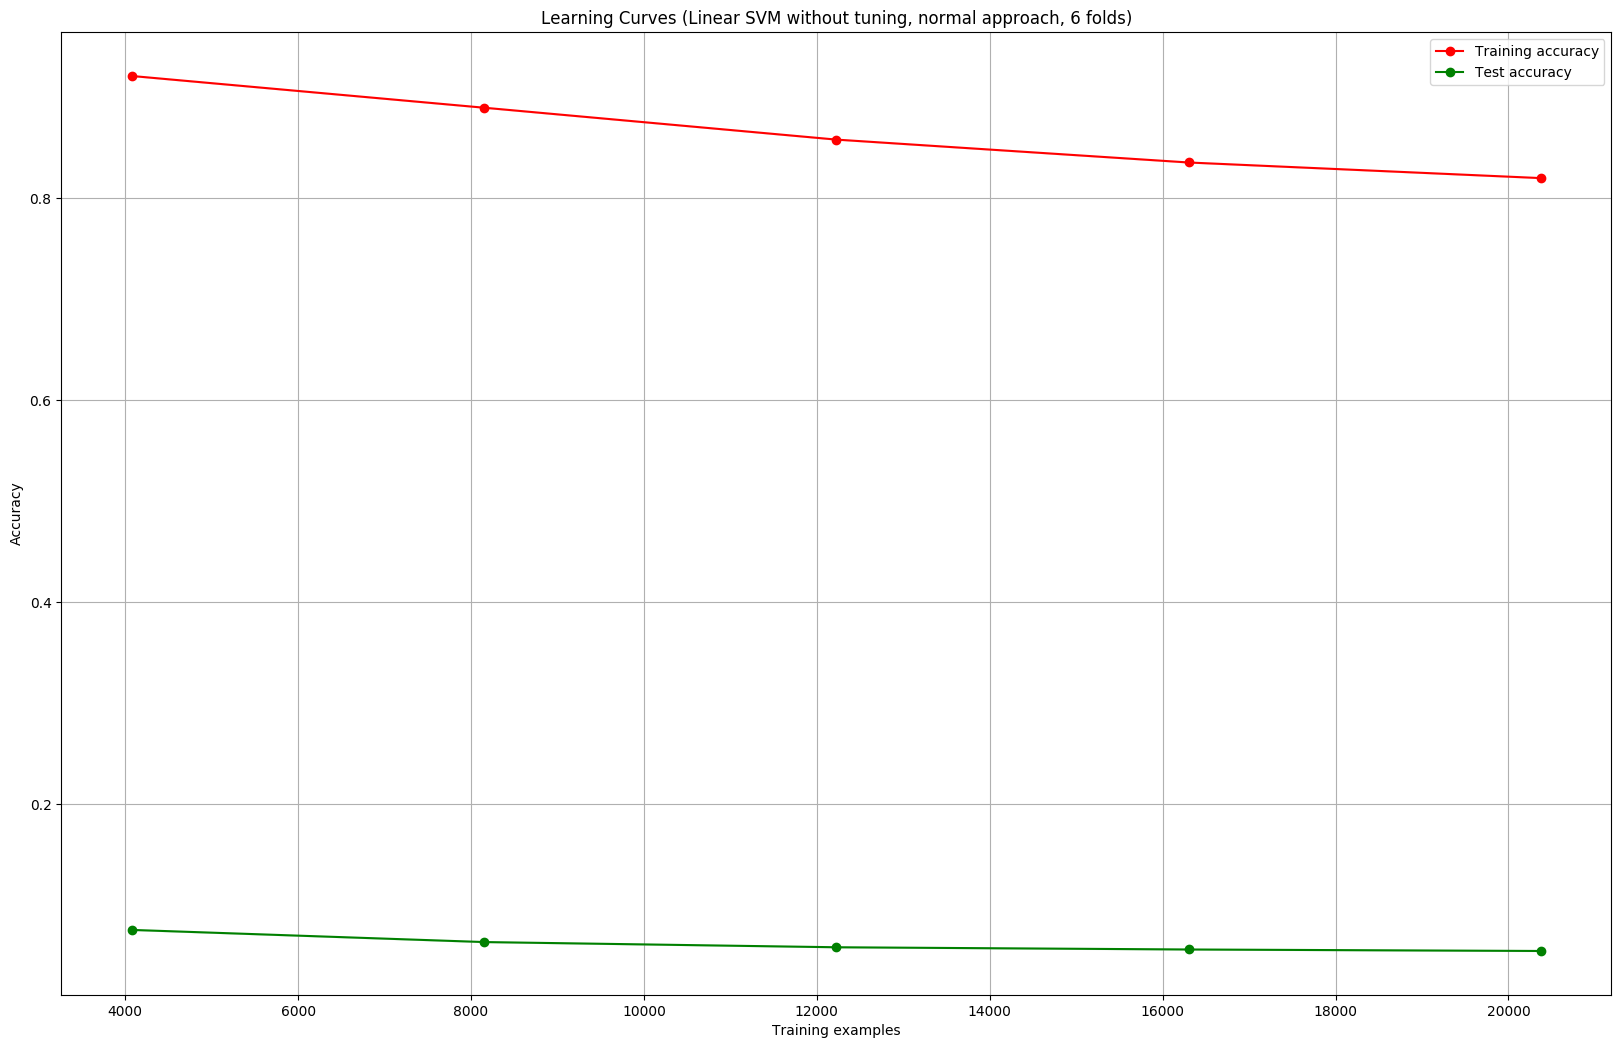 Learning Curves (Linear SVM without tuning, normal approach, 6 folds)
Training accuracy
Test accuracy
Accuracy
0.8
0.6
0.4
0.2
4000 6000 8000 10000 12000 14000 16000 18000 20000
Training examples